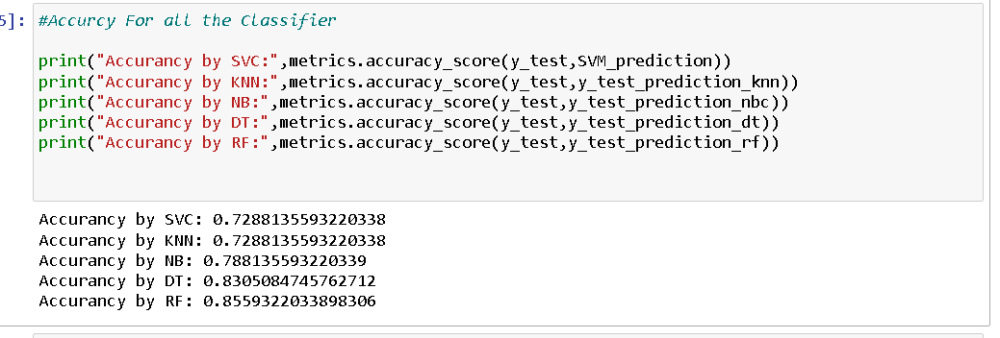 5]:
#Accurcy For all the Classifier
print("Accurancy by SVC:",metrics.accuracy_score(y_test,SVM_prediction))
print("Accurancy by KNN:",metrics.accuracy_score(y_test,y_test_prediction_knn))
print("Accurancy by NB:",metrics.accuracy_score(y_test,y_test_prediction_nbc))
print("Accurancy by DT:",metrics.accuracy_score(y_test,y_test_prediction_dt))
print("Accurancy by RF:",metrics.accuracy_score(y_test,y_test_prediction_rf))
Accurancy by SVC: 0.7288135593220338
Accurancy by KNN: 0.7288135593220338
Accurancy by NB: 0.788135593220339
Accurancy by DT: 0.8305084745762712
Accurancy by RF: 0.8559322033898306